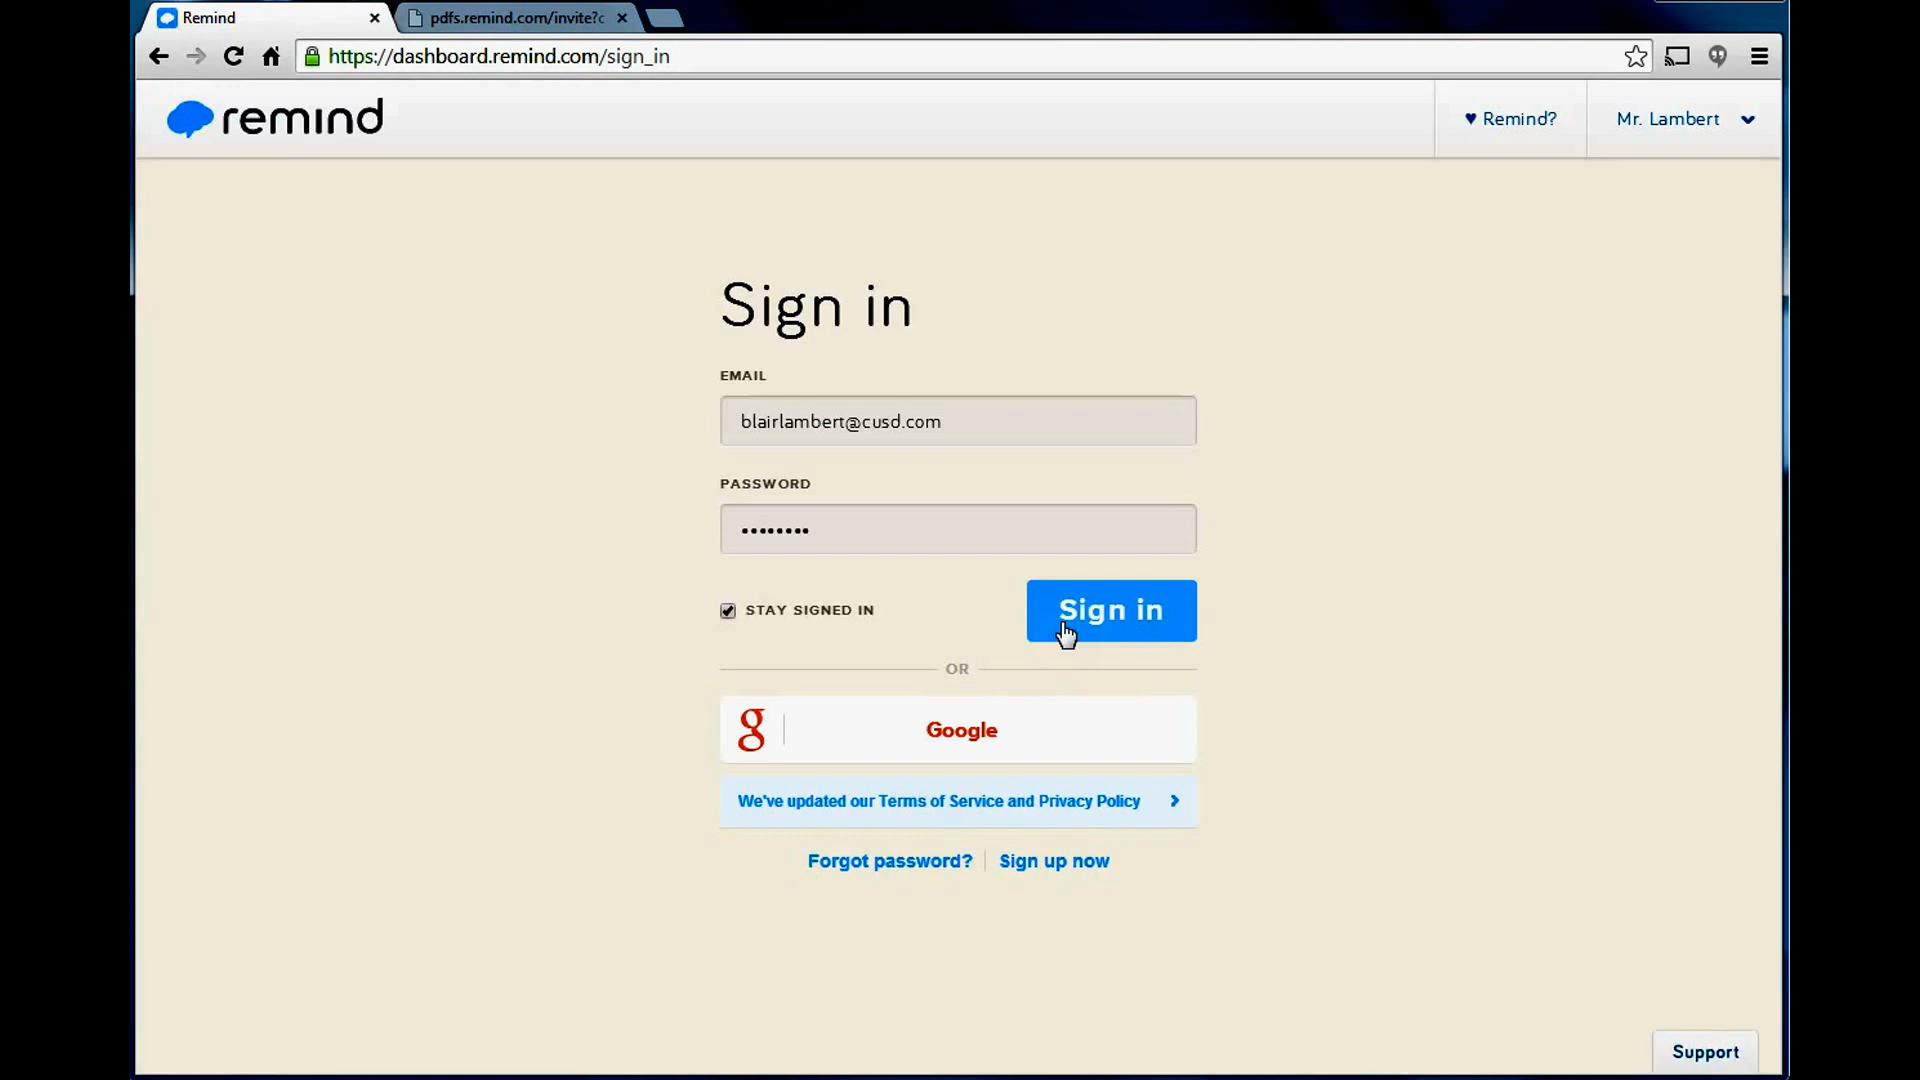 Remind
pdfs.remind.com/invite?c
https://dashboard.remind.com/sign_in
remind
♥ Remind?
Mr. Lambert
Sign in
EMAIL
blairlambert@cusd.com
PASSWORD
••••••••
STAY SIGNED IN
Sign in
OR
g
Google
We've updated our Terms of Service and Privacy Policy
Forgot password?
Sign up now
Support